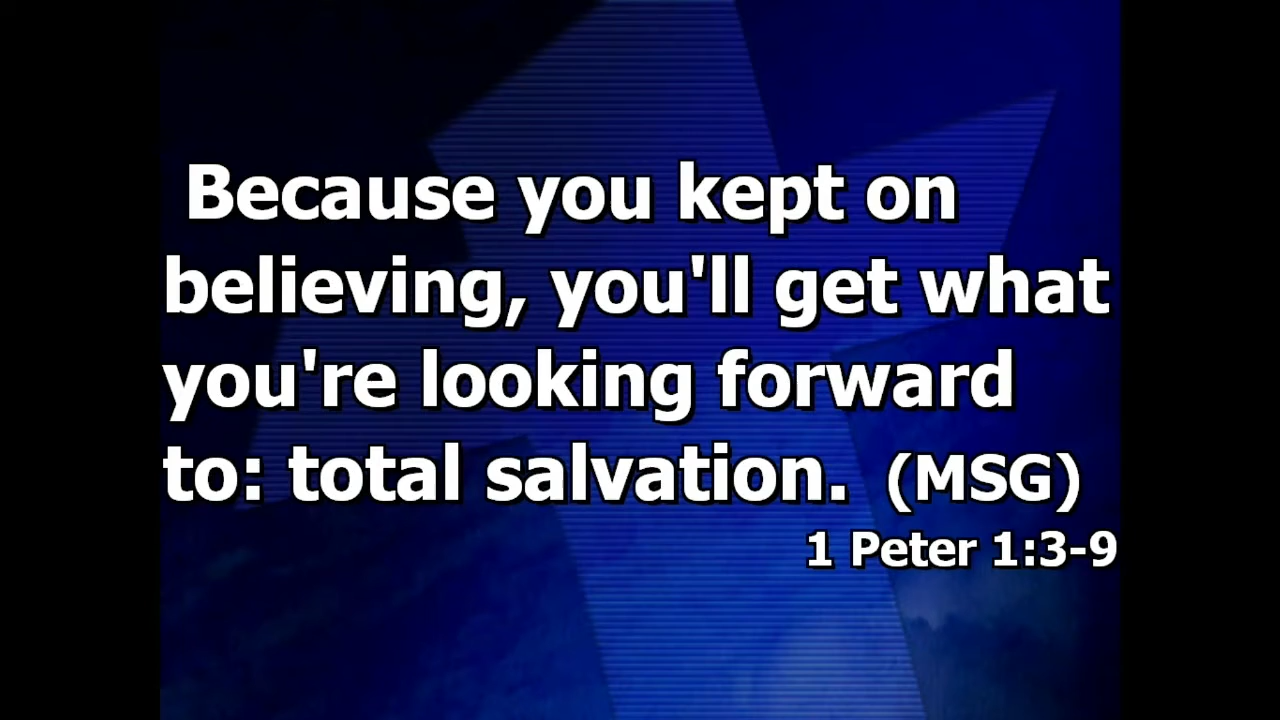 Because you kept on
believing, you'll get what
you're looking forward
to: total salvation. (MSG)
1 Peter 1:3-9